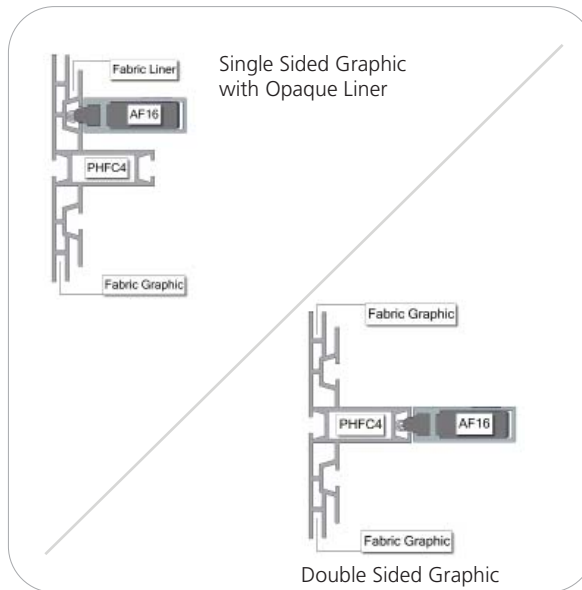 Fabric Liner
Single Sided Graphic
with Opaque Liner
AF16
PHFC4
Fabric Graphic
Fabric Graphic
PHFC4
AF16
Fabric Graphic
Double Sided Graphic